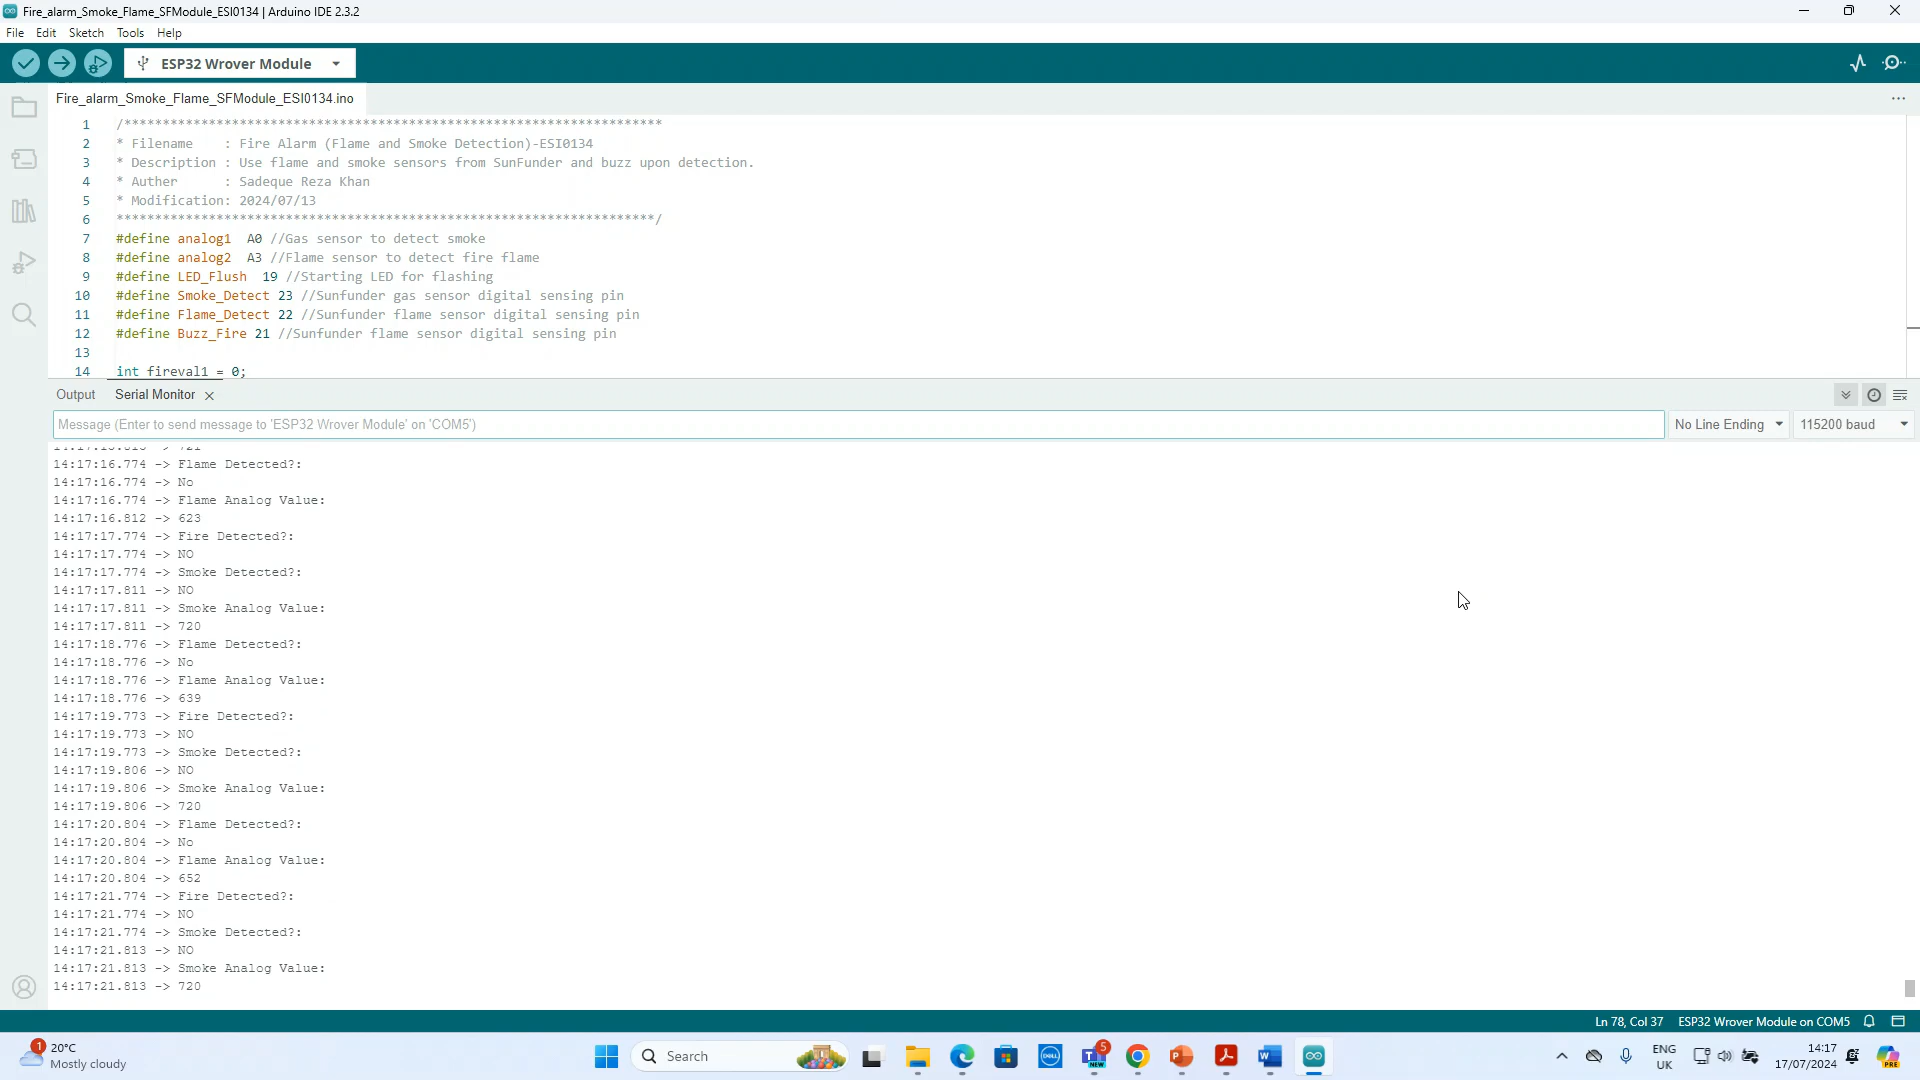 Fire_alarm_Smoke_Flame_SFModule_ESI0134 | Arduino IDE 2.3.2
File Edit Sketch Tools Help
ESP32 Wrover Module
Fire_alarm_Smoke_Flame_SFModule_ESI0134.ino
1 /**********************************************************************
2 * Filename    : Fire Alarm (Flame and Smoke Detection)-ESI0134
3 * Description : Use flame and smoke sensors from SunFunder and buzz upon detection.
4 * Auther      : Sadeque Reza Khan
5 * Modification: 2024/07/13
6 **********************************************************************/
7 #define analog1  A0 //Gas sensor to detect smoke
8 #define analog2  A3 //Flame sensor to detect fire flame
9 #define LED_Flush  19 //Starting LED for flashing
10 #define Smoke_Detect 23 //Sunfunder gas sensor digital sensing pin
11 #define Flame_Detect 22 //Sunfunder flame sensor digital sensing pin
12 #define Buzz_Fire 21 //Sunfunder flame sensor digital sensing pin
13
14 int fireval1 = 0;
Output Serial Monitor
Message (Enter to send message to 'ESP32 Wrover Module' on 'COM5')
No Line Ending 115200 baud
14:17:16.774 -> Flame Detected?:
14:17:16.774 -> No
14:17:16.774 -> Flame Analog Value:
14:17:16.812 -> 623
14:17:17.774 -> Fire Detected?:
14:17:17.774 -> NO
14:17:17.774 -> Smoke Detected?:
14:17:17.811 -> NO
14:17:17.811 -> Smoke Analog Value:
14:17:17.811 -> 720
14:17:18.776 -> Flame Detected?:
14:17:18.776 -> No
14:17:18.776 -> Flame Analog Value:
14:17:18.776 -> 639
14:17:19.773 -> Fire Detected?:
14:17:19.773 -> NO
14:17:19.773 -> Smoke Detected?:
14:17:19.806 -> NO
14:17:19.806 -> Smoke Analog Value:
14:17:19.806 -> 720
14:17:20.804 -> Flame Detected?:
14:17:20.804 -> No
14:17:20.804 -> Flame Analog Value:
14:17:20.804 -> 652
14:17:21.774 -> Fire Detected?:
14:17:21.774 -> NO
14:17:21.774 -> Smoke Detected?:
14:17:21.813 -> NO
14:17:21.813 -> Smoke Analog Value:
14:17:21.813 -> 720
Ln 78, Col 37 ESP32 Wrover Module on COM5
1
20°C
Mostly cloudy
Search
DELL
5
NEW
ENG
UK
14:17
17/07/2024
PRE